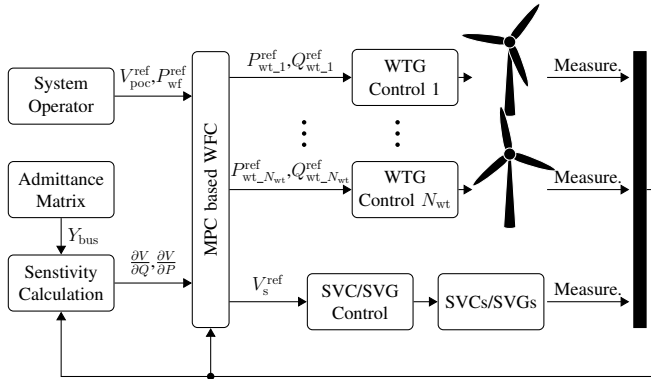 System
Operator
V_poc^ref, P_wf^ref
Admittance
Matrix
Y_bus
Senstivity
Calculation
∂V/∂Q, ∂V/∂P
MPC based WFC
P_wt_1^ref, Q_wt_1^ref
WTG
Control 1
Measure.
P_wt_N_wt^ref, Q_wt_N_wt^ref
WTG
Control N_wt
Measure.
V_s^ref
SVC/SVG
Control
SVCs/SVGs
Measure.